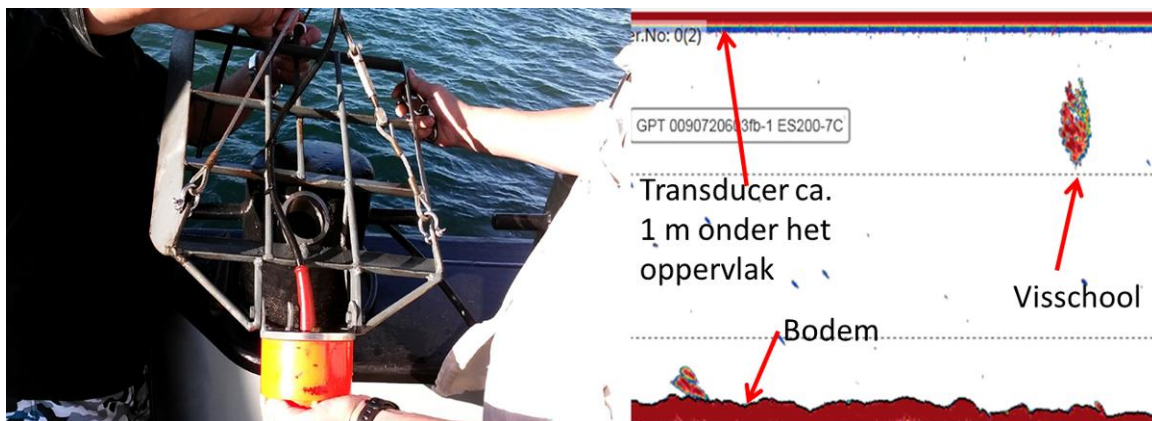 er.No: 0(2)
GPT 0090720603fb-1 ES200-7C
Transducer ca.
1 m onder het
oppervlak
Visschool
Bodem